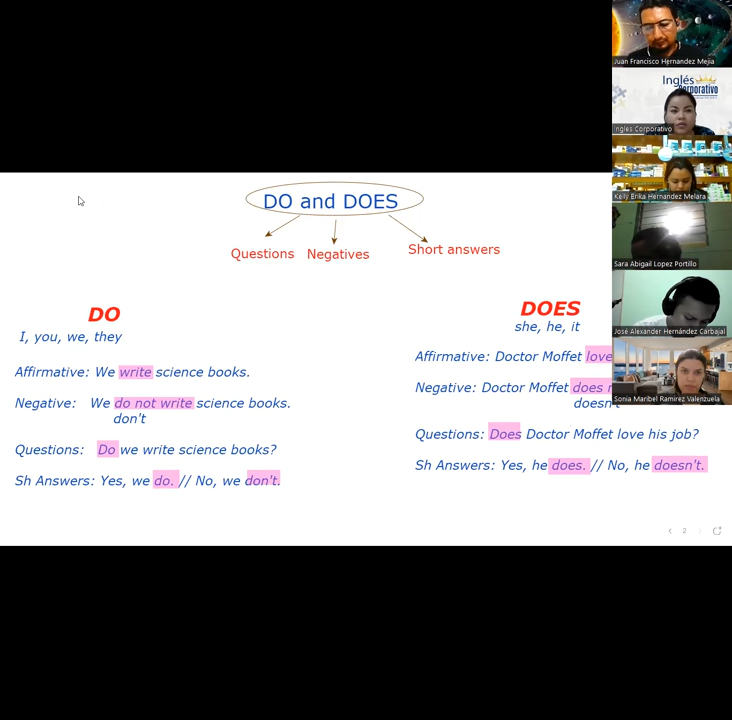 DO and DOES
Questions
Negatives
Short answers
DO
I, you, we, they
Affirmative: We write science books.
Negative: We do not write science books.
don't
Questions: Do we write science books?
Sh Answers: Yes, we do. // No, we don't.
DOES
she, he, it
Affirmative: Doctor Moffet love
Negative: Doctor Moffet does
doesn't
Questions: Does Doctor Moffet love his job?
Sh Answers: Yes, he does. // No, he doesn't.
2
Juan Francisco Hernandez Mejia
Inglés
Corporativo
Ingles Corporativo
Kelly Erika Hernandez Melara
Sara Abigail Lopez Portillo
José Alexander Hernández Carbajal
Sonia Maribel Ramirez Valenzuela